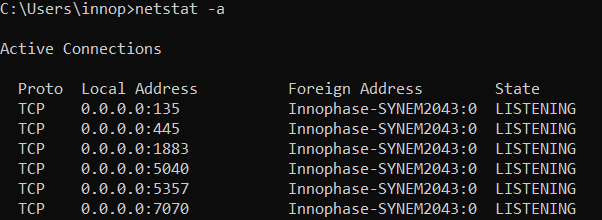 C:\Users\innop>netstat -a
Active Connections
Proto Local Address Foreign Address State
TCP 0.0.0.0:135 Innophase-SYNEM2043:0 LISTENING
TCP 0.0.0.0:445 Innophase-SYNEM2043:0 LISTENING
TCP 0.0.0.0:1883 Innophase-SYNEM2043:0 LISTENING
TCP 0.0.0.0:5040 Innophase-SYNEM2043:0 LISTENING
TCP 0.0.0.0:5357 Innophase-SYNEM2043:0 LISTENING
TCP 0.0.0.0:7070 Innophase-SYNEM2043:0 LISTENING